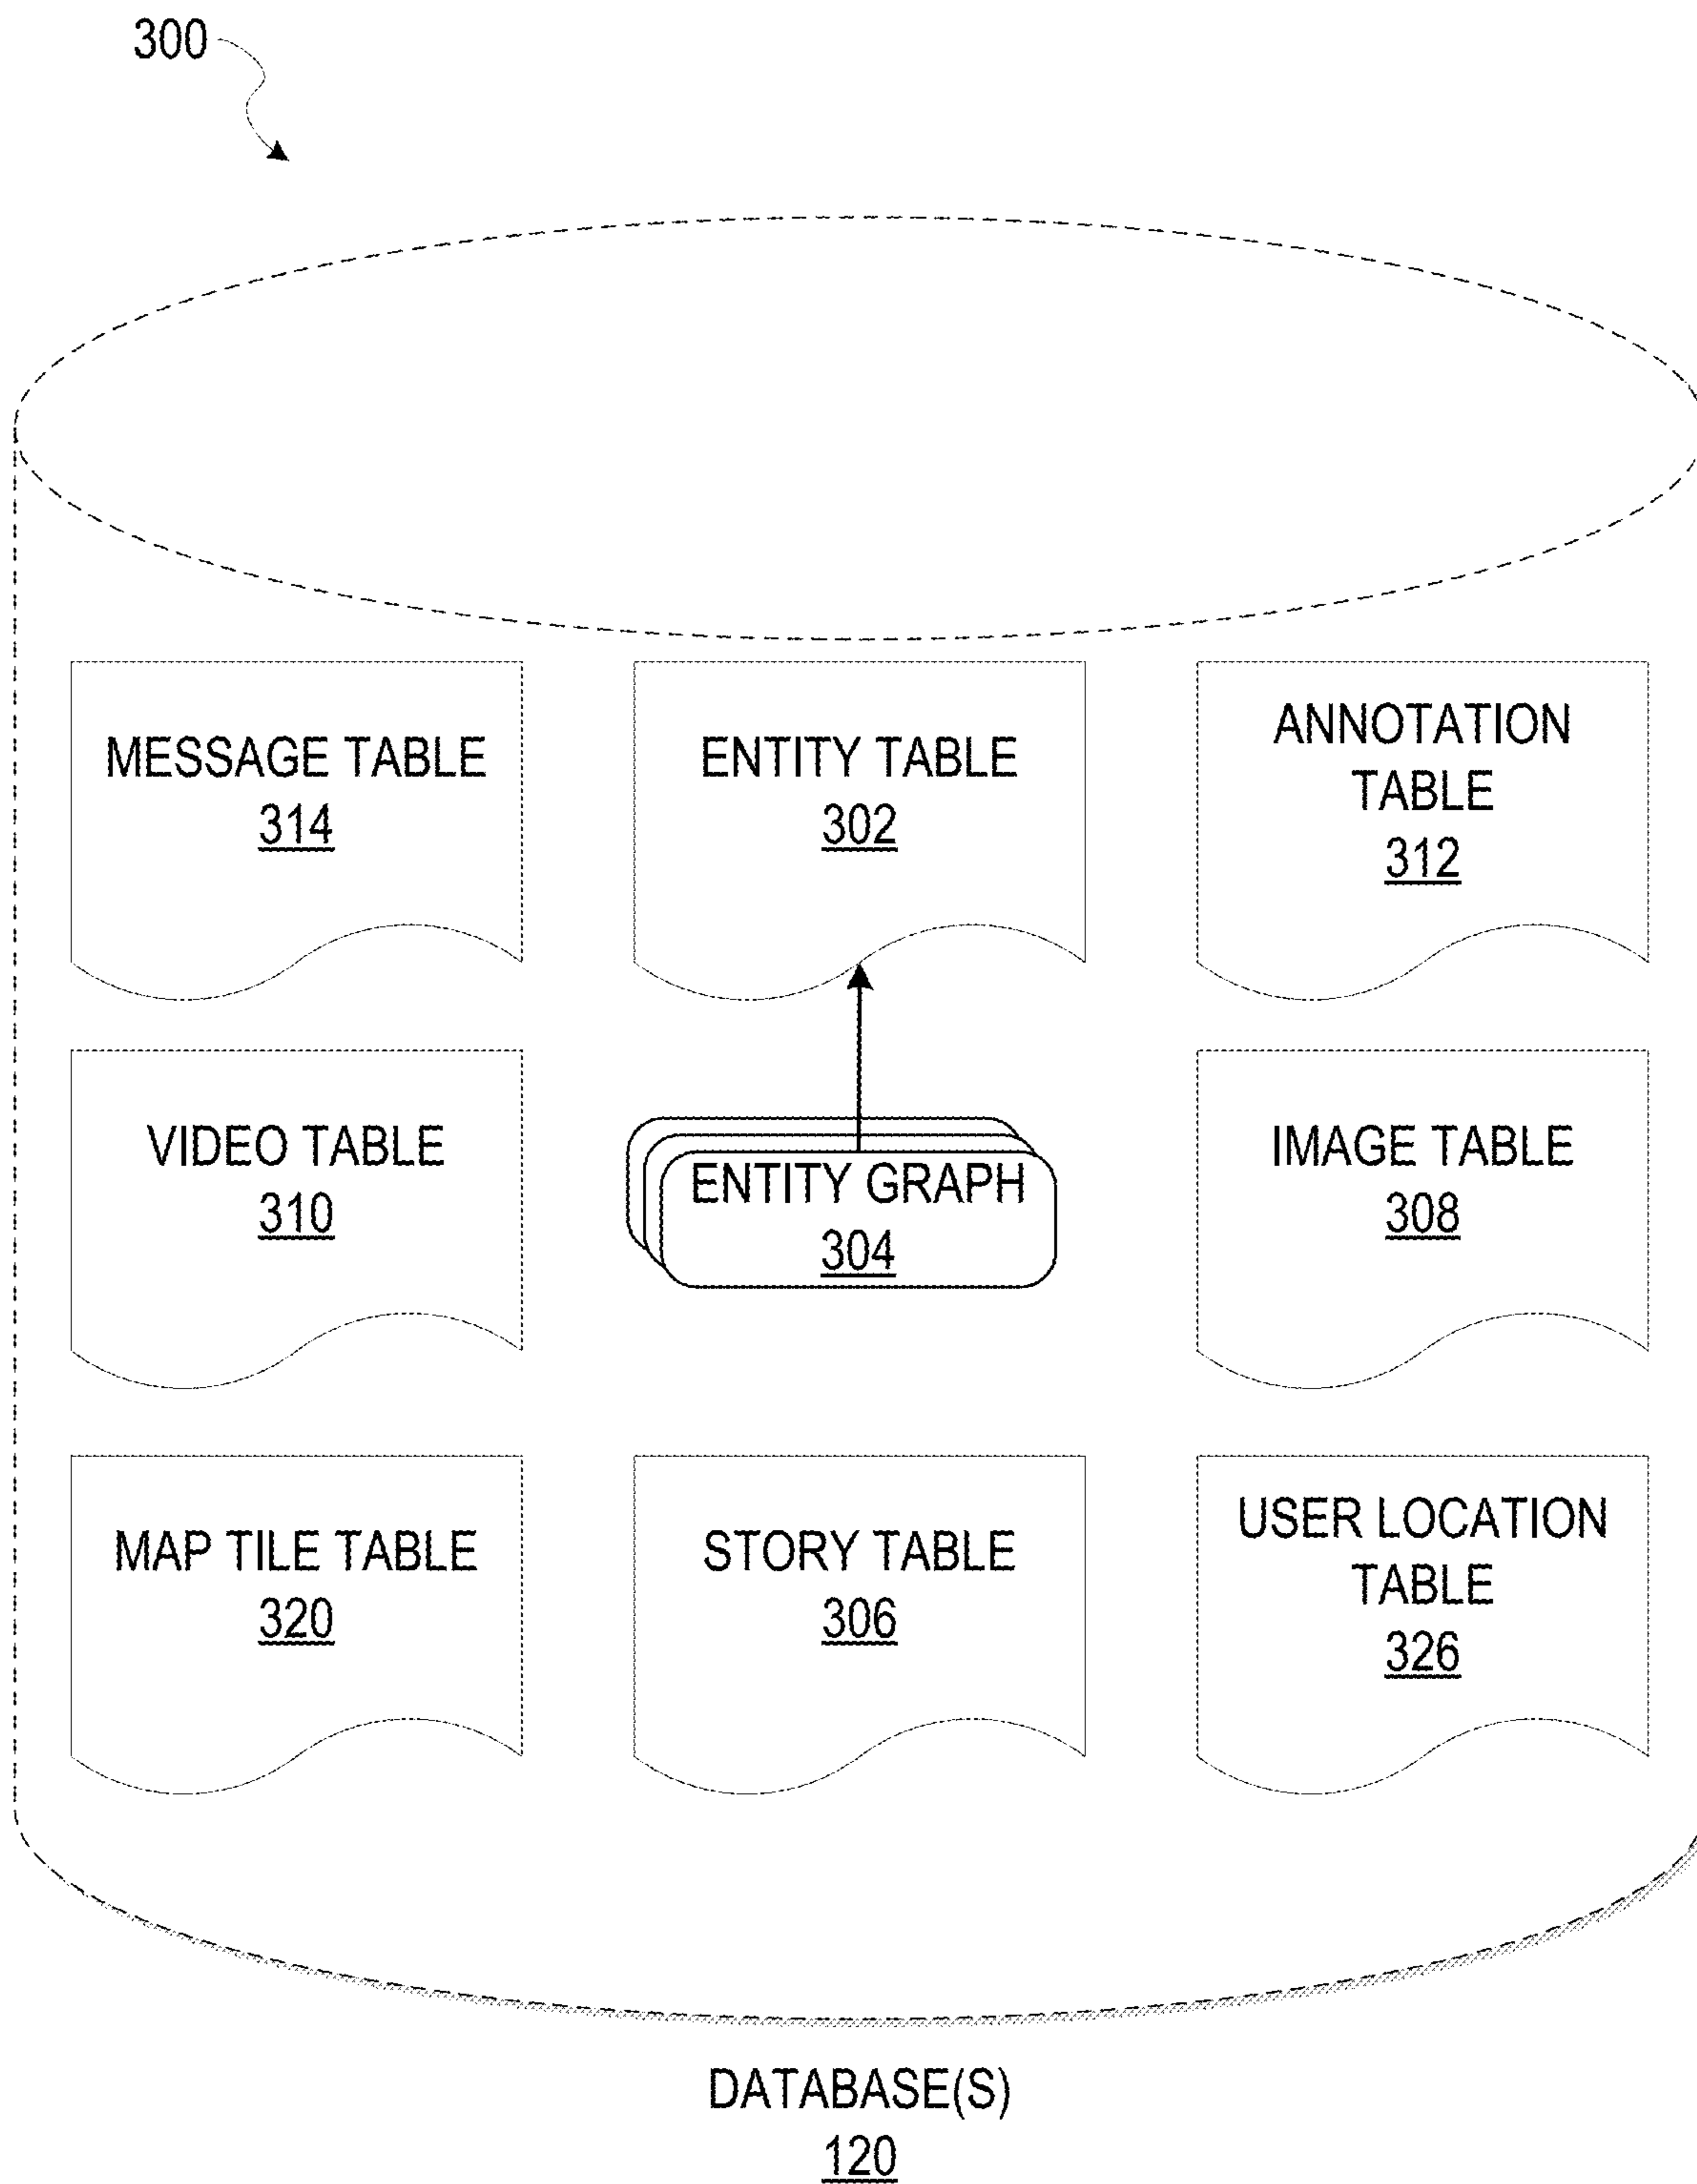 300
MESSAGE TABLE
314
ENTITY TABLE
302
ANNOTATION
TABLE
312
VIDEO TABLE
310
ENTITY GRAPH
304
IMAGE TABLE
308
MAP TILE TABLE
320
STORY TABLE
306
USER LOCATION
TABLE
326
DATABASE(S)
120